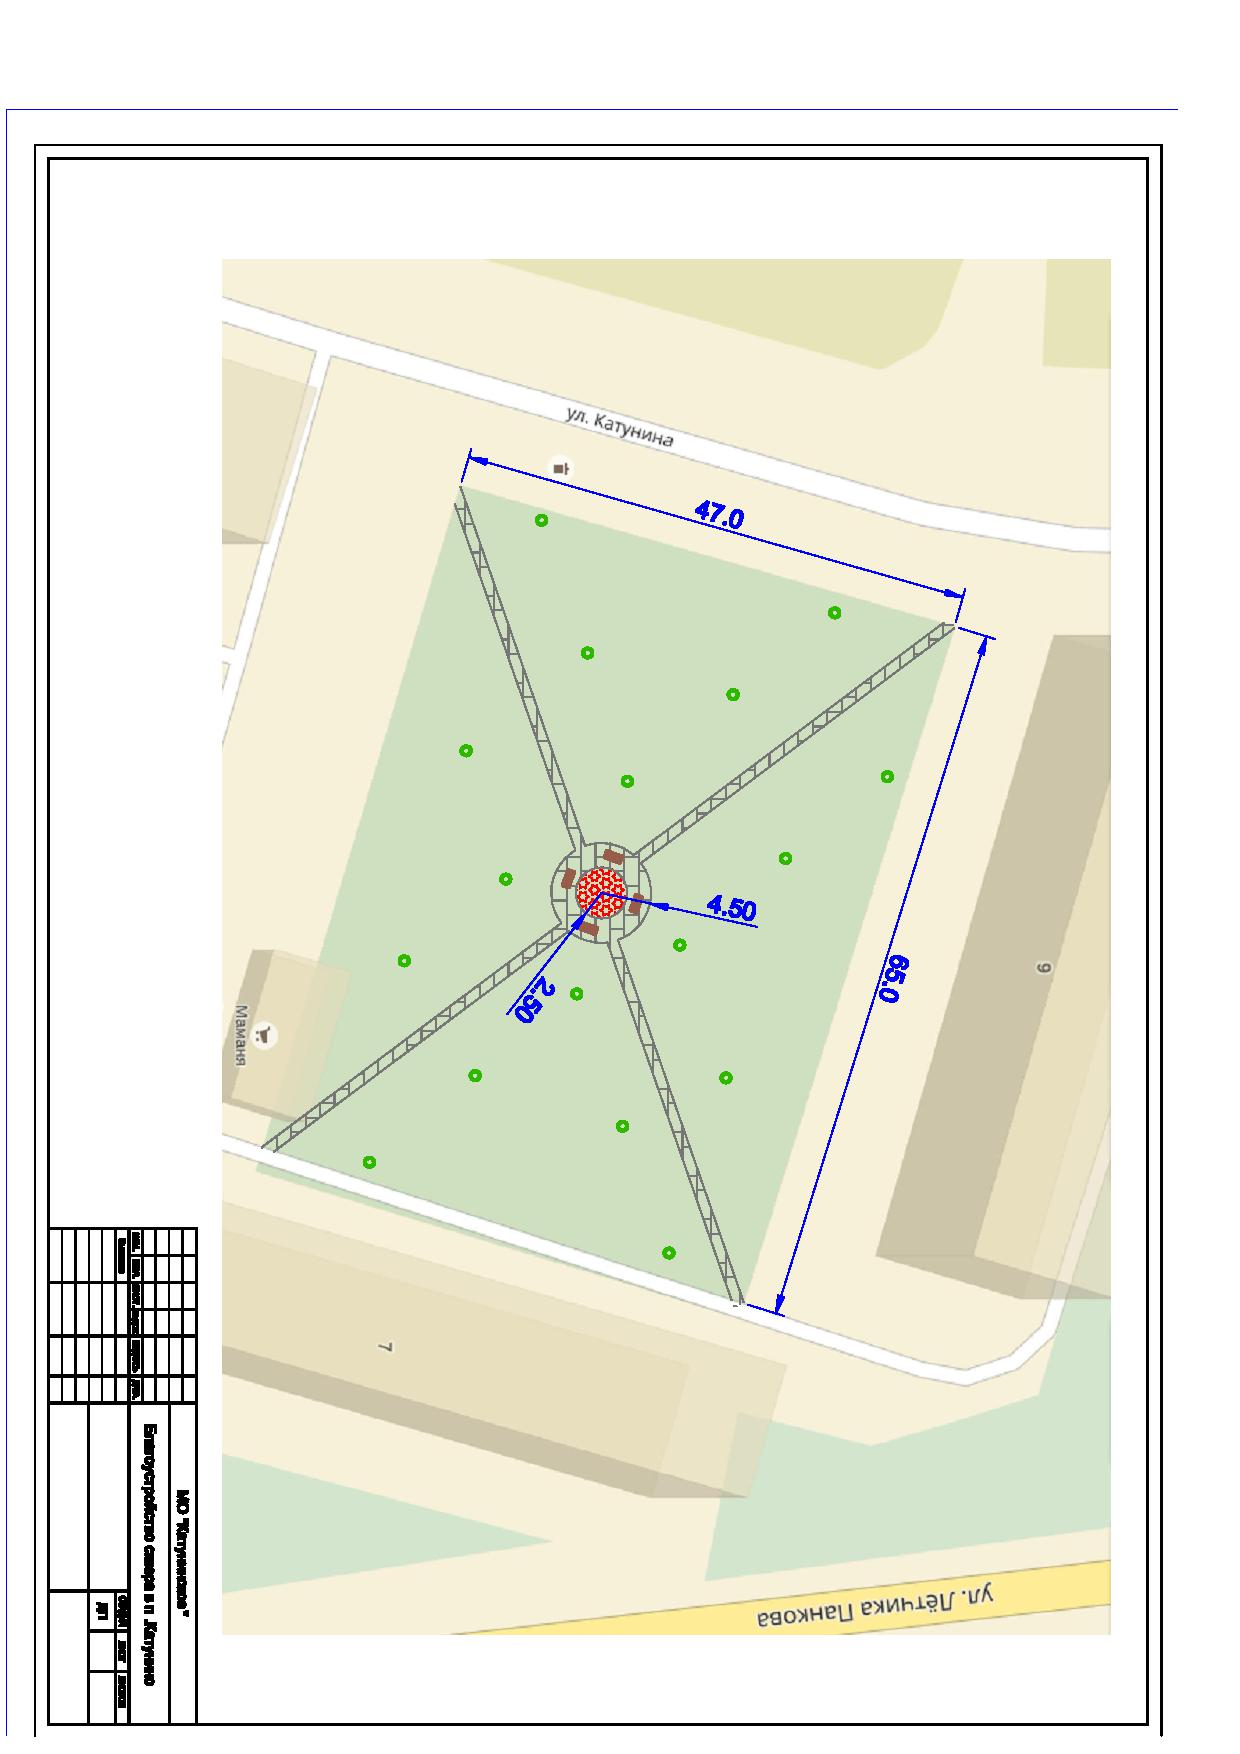 ул. Катунина
47.0
4.50
65.0
2.50
9
Маманя
7
МО "Катунинское"
Благоустройство сквера в п. Катунино
ул. Лётчика Панкова